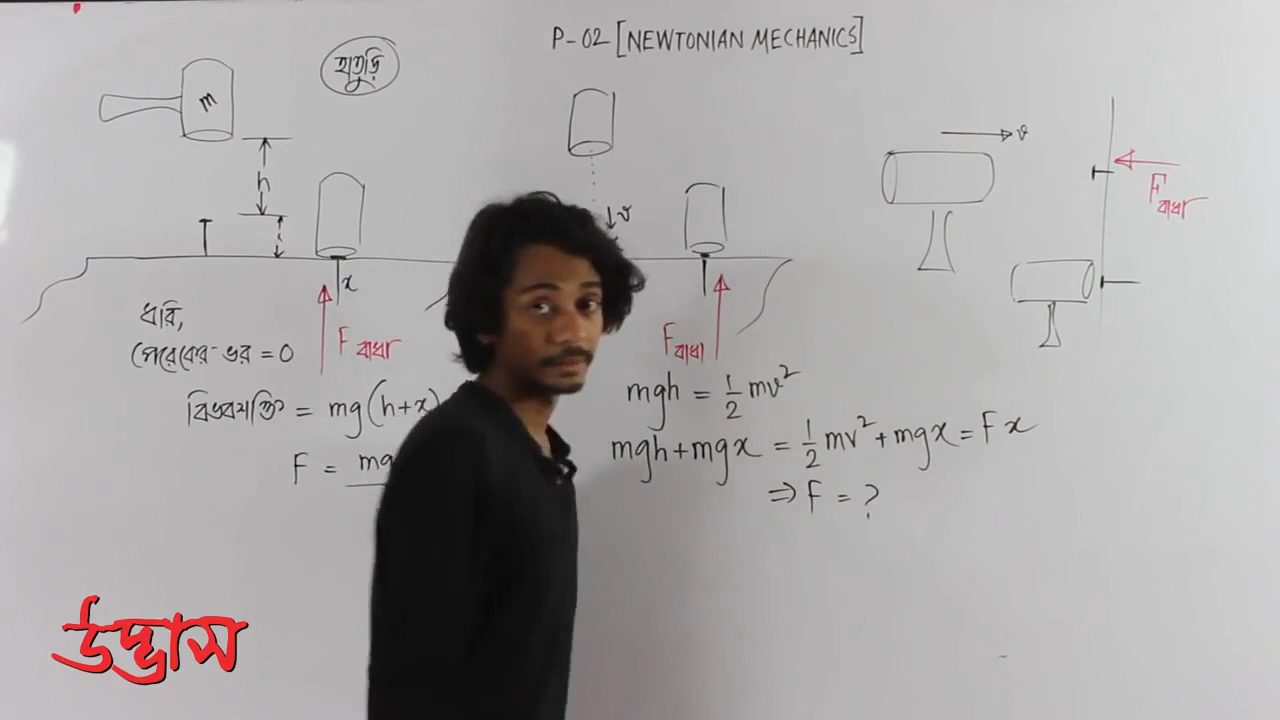 P-02 [NEWTONIAN MECHANICS]
হাতুড়ি
m
h
x
v
v
F বাধা
F বাধা
F বাধা
ধরি,
পেরেকের ভর = 0
বিভবশক্তি = mg(h+x)
F = mg
mgh = 1/2 mv²
mgh+mgx = 1/2 mv²+mgx = Fx
⇒ F = ?
উদ্ভাস